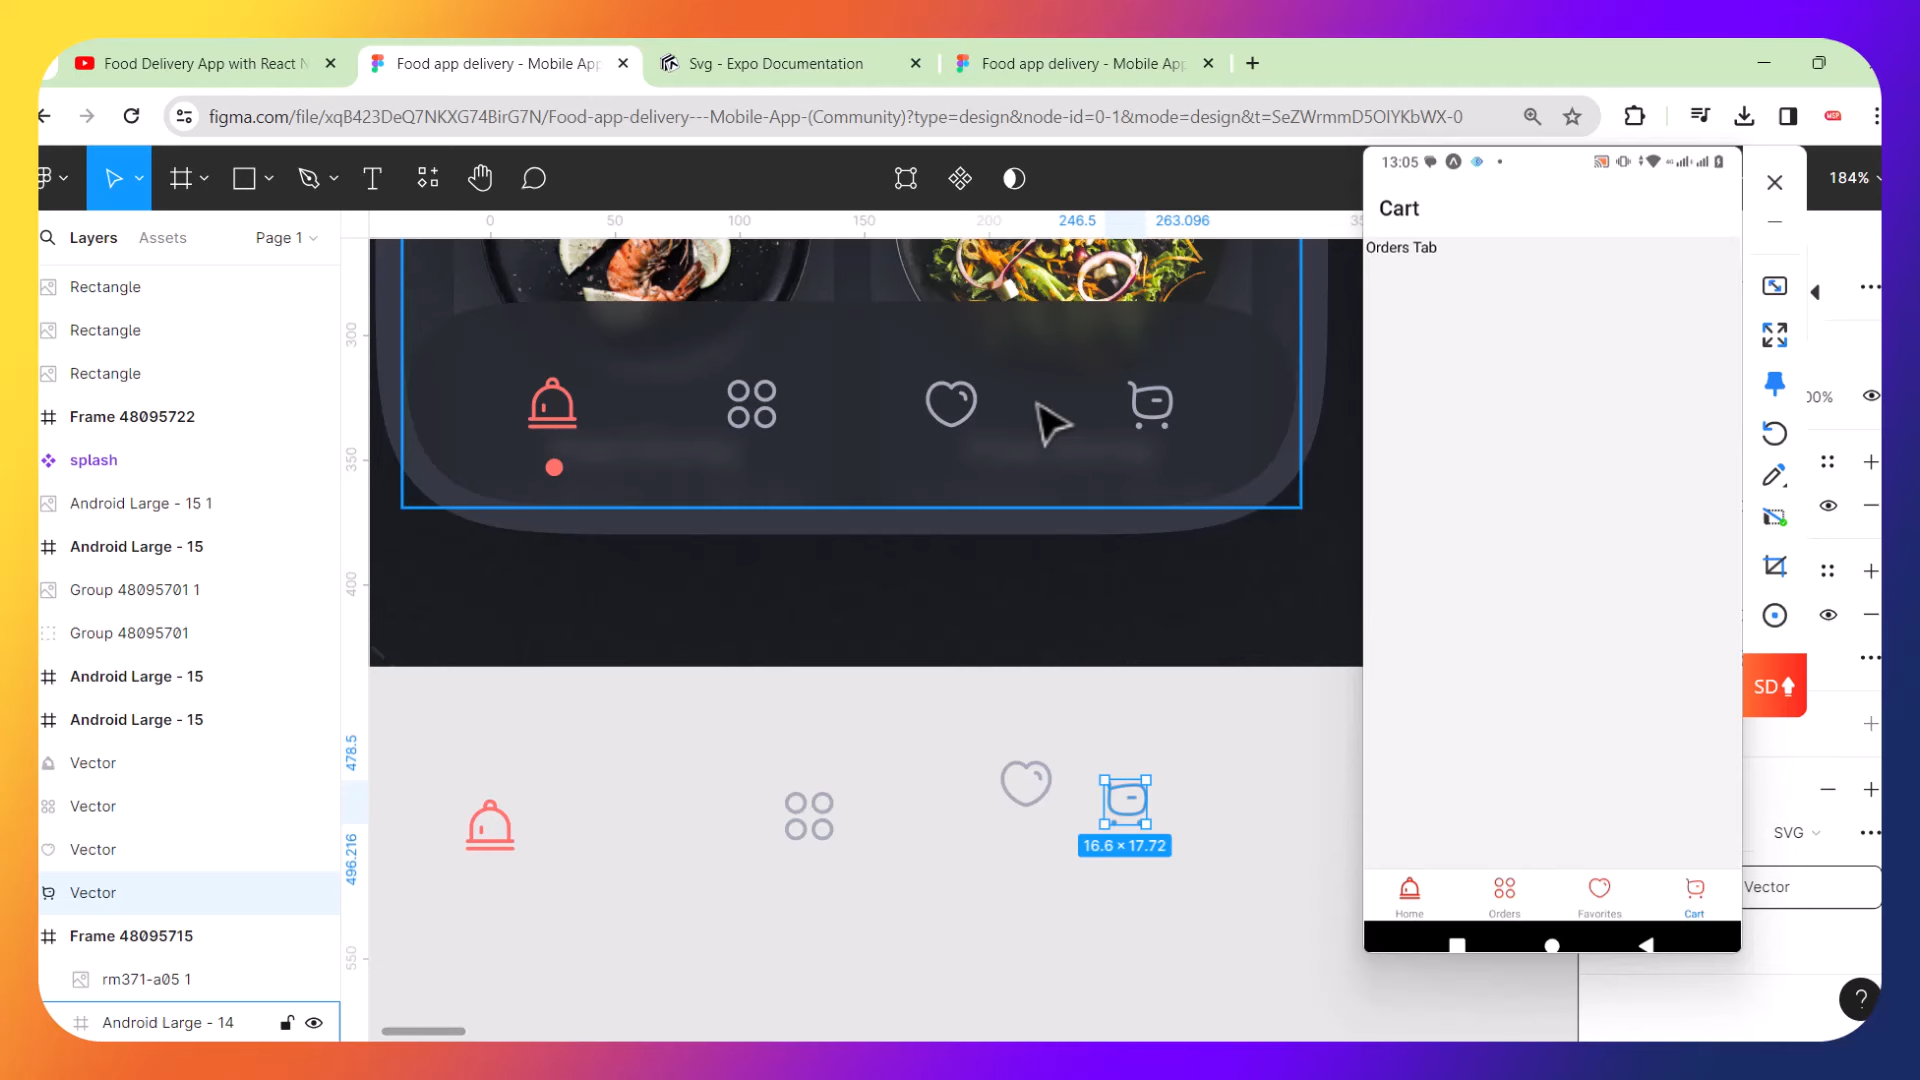 Food Delivery App with React N
Food app delivery - Mobile App
Svg - Expo Documentation
Food app delivery - Mobile App
figma.com/file/xqB423DeQ7NKXG74BirG7N/Food-app-delivery---Mobile-App-(Community)?type=design&node-id=0-1&mode=design&t=SeZWrmmD5OIYKbWX-0
184%
Layers
Assets
Page 1
0
50
100
150
200
246.5
263.096
Rectangle
Rectangle
Rectangle
Frame 48095722
splash
Android Large - 15 1
Android Large - 15
Group 48095701 1
Group 48095701
Android Large - 15
Android Large - 15
Vector
Vector
Vector
Vector
Frame 48095715
rm371-a05 1
Android Large - 14
300
350
400
478.5
496.216
550
16.6 × 17.72
13:05
Cart
Orders Tab
Home
Orders
Favorites
Cart
00%
SD
SVG
Vector
?